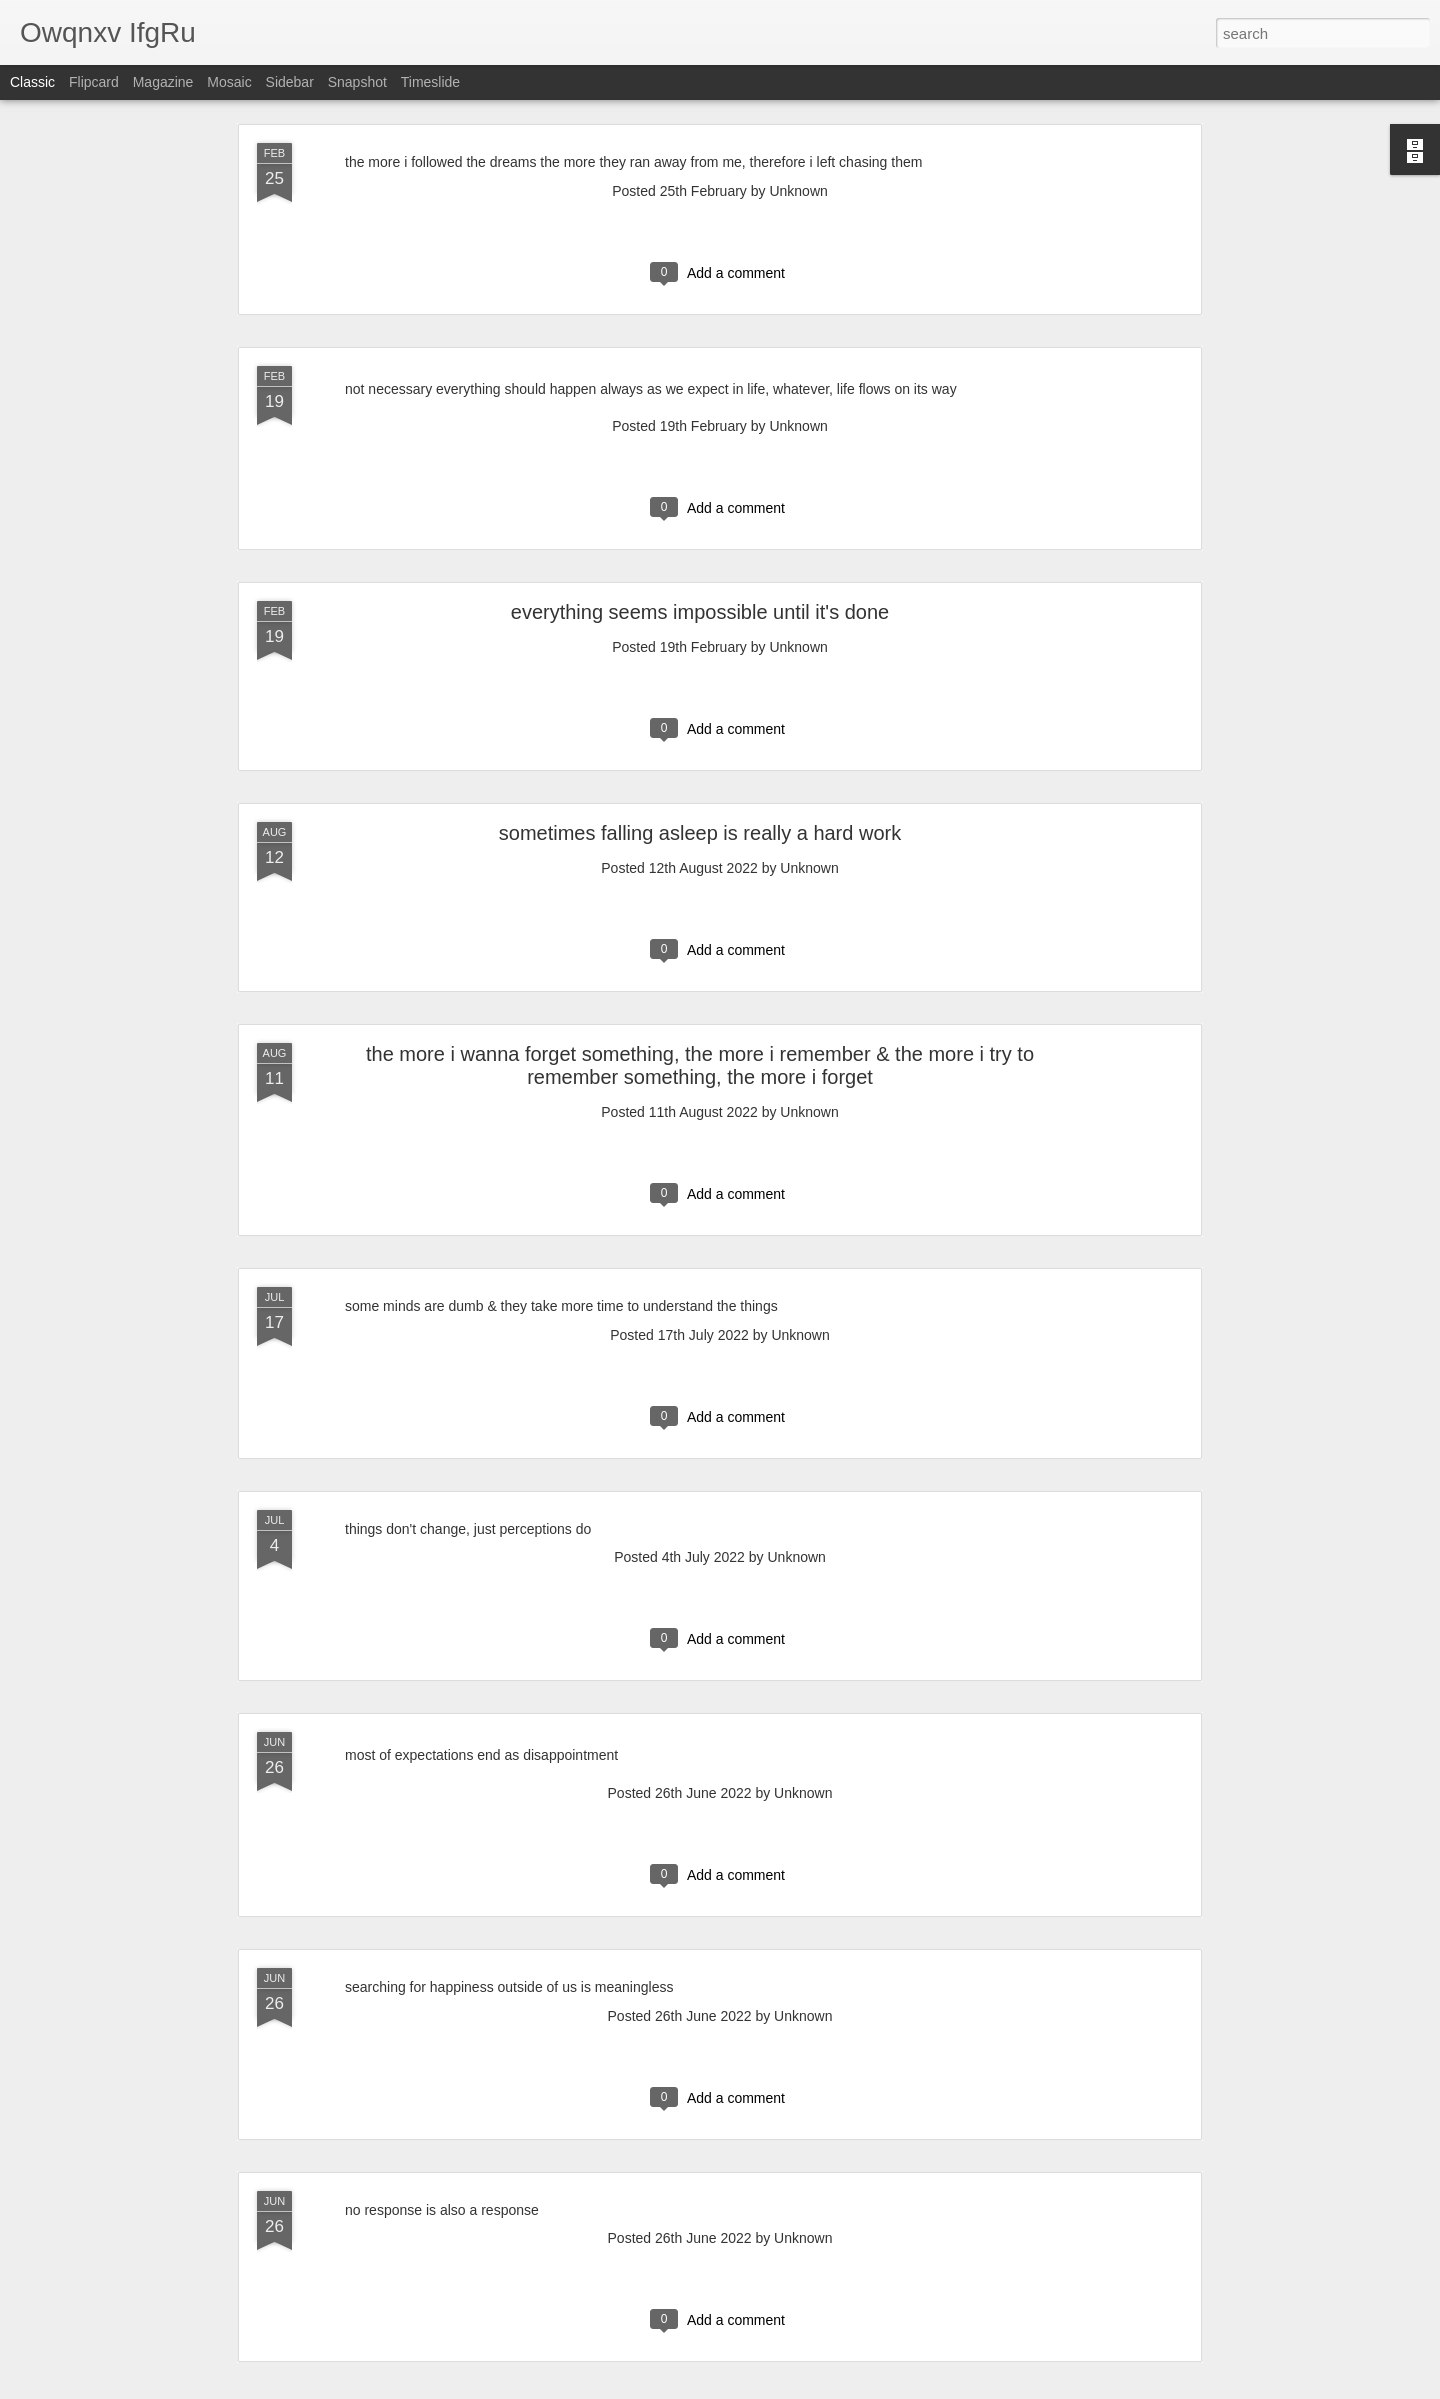 Owqnxv IfgRu
search
Classic Flipcard Magazine Mosaic Sidebar Snapshot Timeslide
FEB
25
the more i followed the dreams the more they ran away from me, therefore i left chasing them
Posted 25th February by Unknown
0 Add a comment
FEB
19
not necessary everything should happen always as we expect in life, whatever, life flows on its way
Posted 19th February by Unknown
0 Add a comment
FEB
19
everything seems impossible until it's done
Posted 19th February by Unknown
0 Add a comment
AUG
12
sometimes falling asleep is really a hard work
Posted 12th August 2022 by Unknown
0 Add a comment
AUG
11
the more i wanna forget something, the more i remember & the more i try to
remember something, the more i forget
Posted 11th August 2022 by Unknown
0 Add a comment
JUL
17
some minds are dumb & they take more time to understand the things
Posted 17th July 2022 by Unknown
0 Add a comment
JUL
4
things don't change, just perceptions do
Posted 4th July 2022 by Unknown
0 Add a comment
JUN
26
most of expectations end as disappointment
Posted 26th June 2022 by Unknown
0 Add a comment
JUN
26
searching for happiness outside of us is meaningless
Posted 26th June 2022 by Unknown
0 Add a comment
JUN
26
no response is also a response
Posted 26th June 2022 by Unknown
0 Add a comment